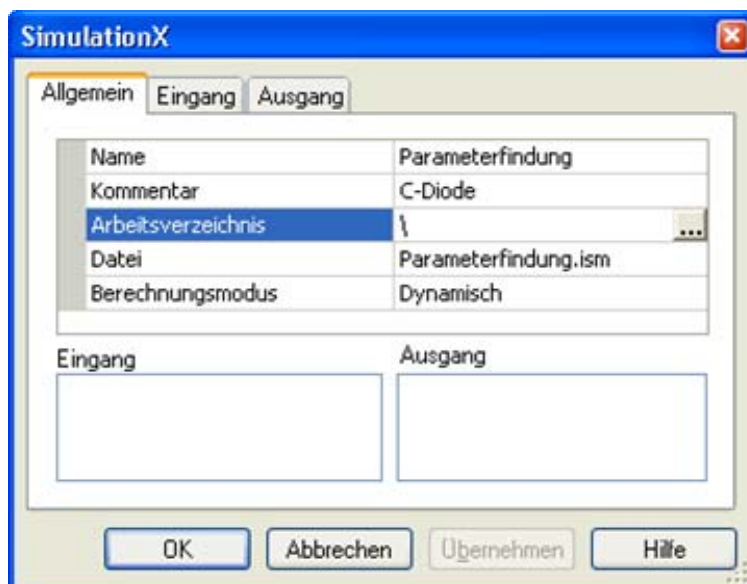 SimulationX
Allgemein Eingang Ausgang
Name Parameterfindung
Kommentar C-Diode
Arbeitsverzeichnis \ ...
Datei Parameterfindung.ism
Berechnungsmodus Dynamisch
Eingang Ausgang
OK Abbrechen Übernehmen Hilfe